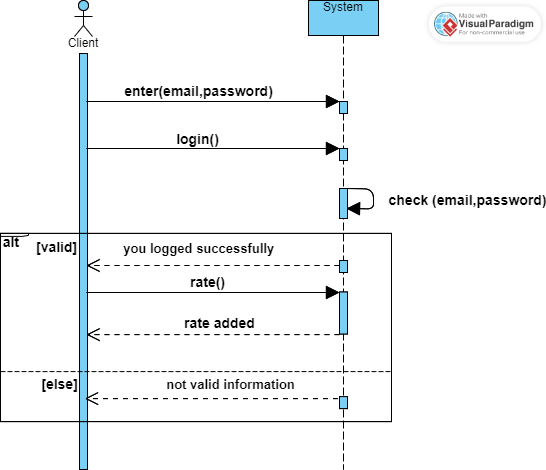 Made with
Visual Paradigm
For non-commercial use
System
Client
enter(email,password)
login()
check (email,password)
alt
[valid]
you logged successfully
rate()
rate added
[else]
not valid information